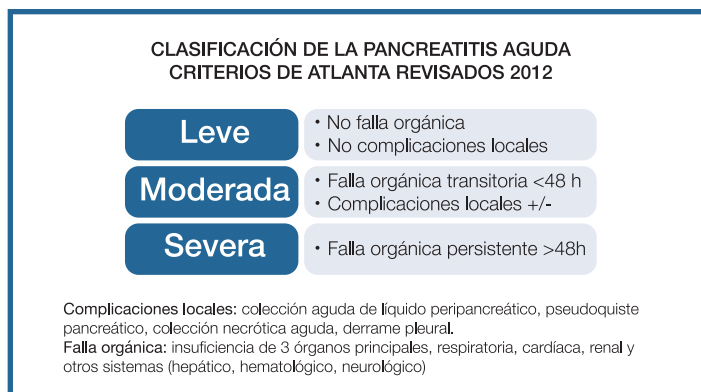 CLASIFICACIÓN DE LA PANCREATITIS AGUDA
CRITERIOS DE ATLANTA REVISADOS 2012
Leve
• No falla orgánica
• No complicaciones locales
Moderada
• Falla orgánica transitoria <48 h
• Complicaciones locales +/-
Severa
• Falla orgánica persistente >48h
Complicaciones locales: colección aguda de líquido peripancreático, pseudoquiste
pancreático, colección necrótica aguda, derrame pleural.
Falla orgánica: insuficiencia de 3 órganos principales, respiratoria, cardíaca, renal y
otros sistemas (hepático, hematológico, neurológico)